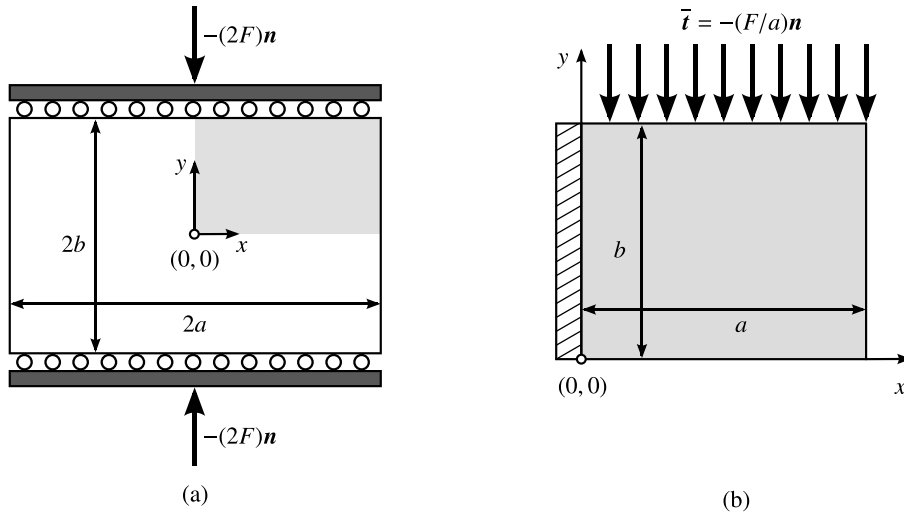 −(2F)n
y
x
(0, 0)
2b
2a
−(2F)n
(a)
t̄ = −(F/a)n
y
b
a
(0, 0)
x
(b)